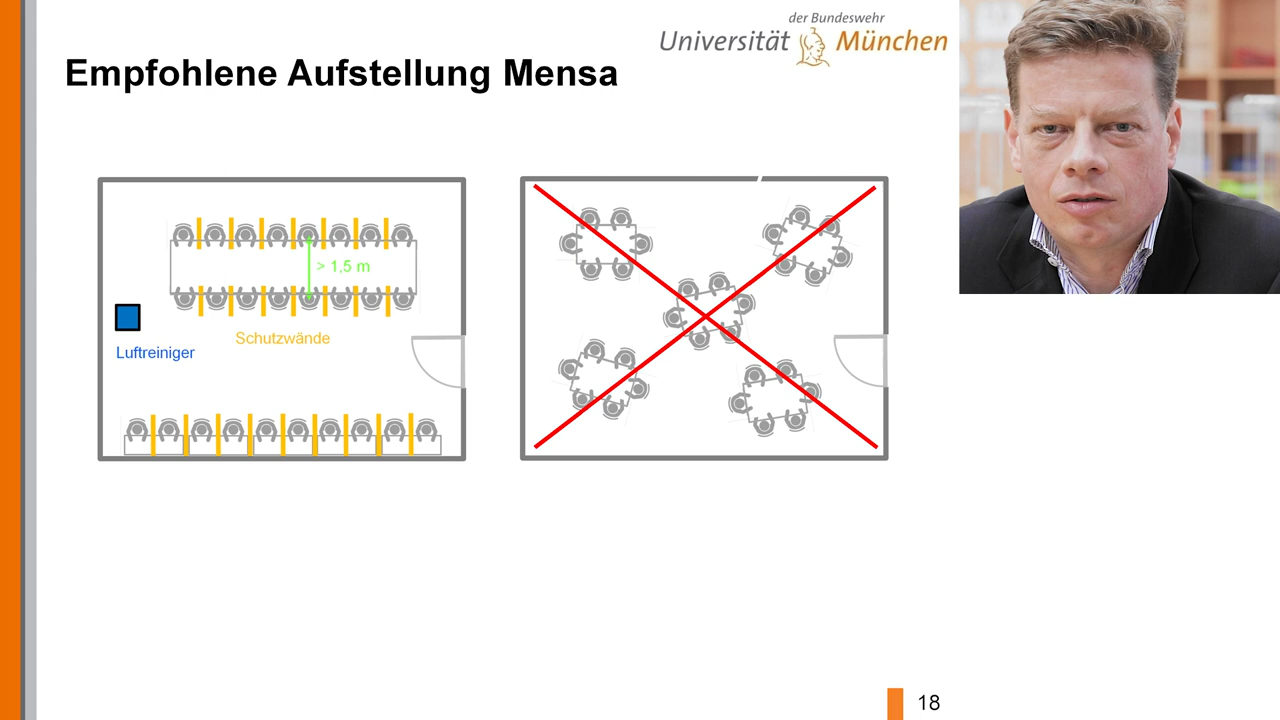 der Bundeswehr
Universität München
Empfohlene Aufstellung Mensa
> 1,5 m
Schutzwände
Luftreiniger
18